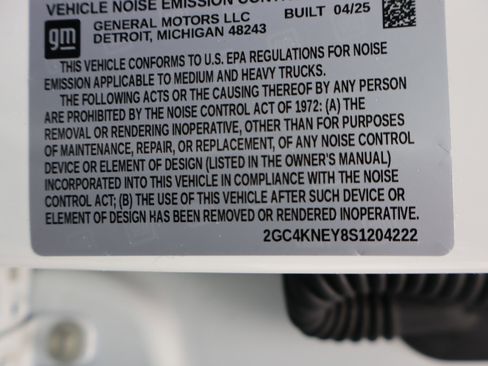 VEHICLE NOISE EMISSION CONTR
gm
GENERAL MOTORS LLC BUILT 04/25
DETROIT, MICHIGAN 48243
THIS VEHICLE CONFORMS TO U.S. EPA REGULATIONS FOR NOISE
EMISSION APPLICABLE TO MEDIUM AND HEAVY TRUCKS.
THE FOLLOWING ACTS OR THE CAUSING THEREOF BY ANY PERSON
ARE PROHIBITED BY THE NOISE CONTROL ACT OF 1972: (A) THE
REMOVAL OR RENDERING INOPERATIVE, OTHER THAN FOR PURPOSES
OF MAINTENANCE, REPAIR, OR REPLACEMENT, OF ANY NOISE CONTROL
DEVICE OR ELEMENT OF DESIGN (LISTED IN THE OWNER'S MANUAL)
INCORPORATED INTO THIS VEHICLE IN COMPLIANCE WITH THE NOISE
CONTROL ACT; (B) THE USE OF THIS VEHICLE AFTER SUCH DEVICE OR
ELEMENT OF DESIGN HAS BEEN REMOVED OR RENDERED INOPERATIVE.
2GC4KNEY8S1204222